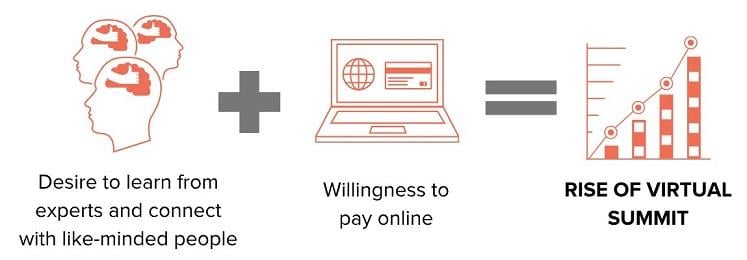 Desire to learn from
experts and connect
with like-minded people
Willingness to
pay online
RISE OF VIRTUAL
SUMMIT